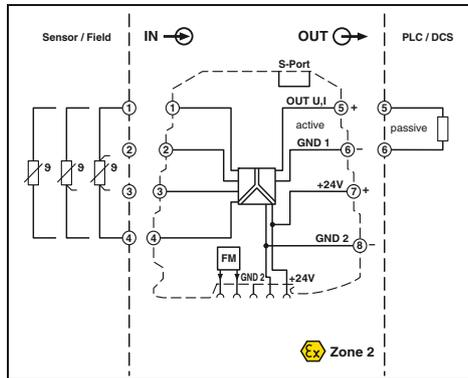 Sensor / Field
IN
OUT
PLC / DCS
S-Port
1
1
OUT U,I
5
+
5
active
passive
2
2
GND 1
6
–
6
ϑ
ϑ
ϑ
3
3
+24V
7
+
4
4
GND 2
8
–
FM
GND 2
+24V
Ex
Zone 2